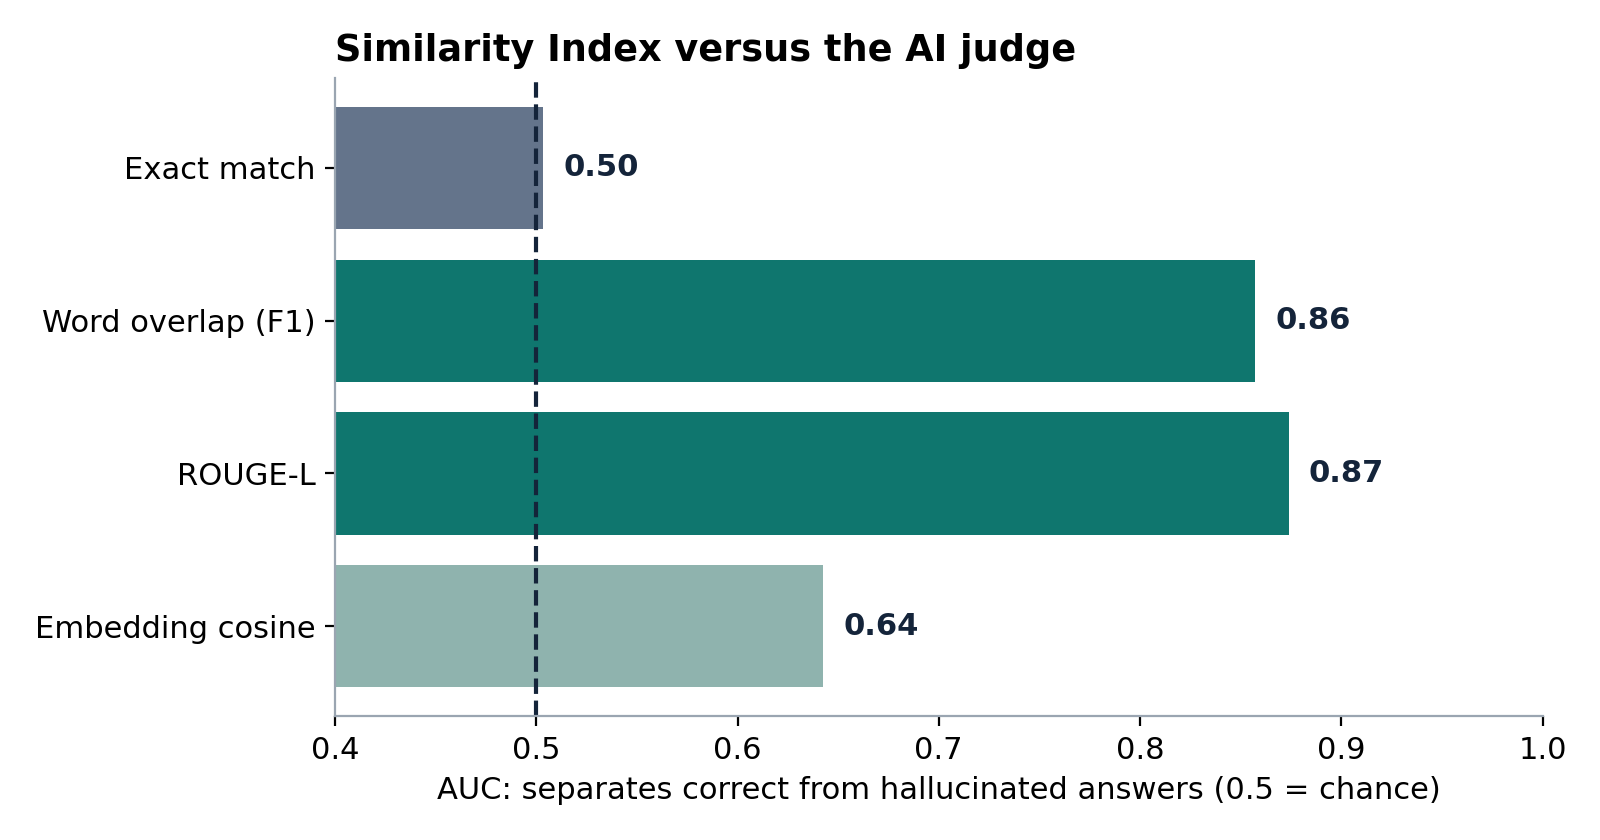 Similarity Index versus the AI judge
Exact match
0.50
Word overlap (F1)
0.86
ROUGE-L
0.87
Embedding cosine
0.64
0.4 0.5 0.6 0.7 0.8 0.9 1.0
AUC: separates correct from hallucinated answers (0.5 = chance)